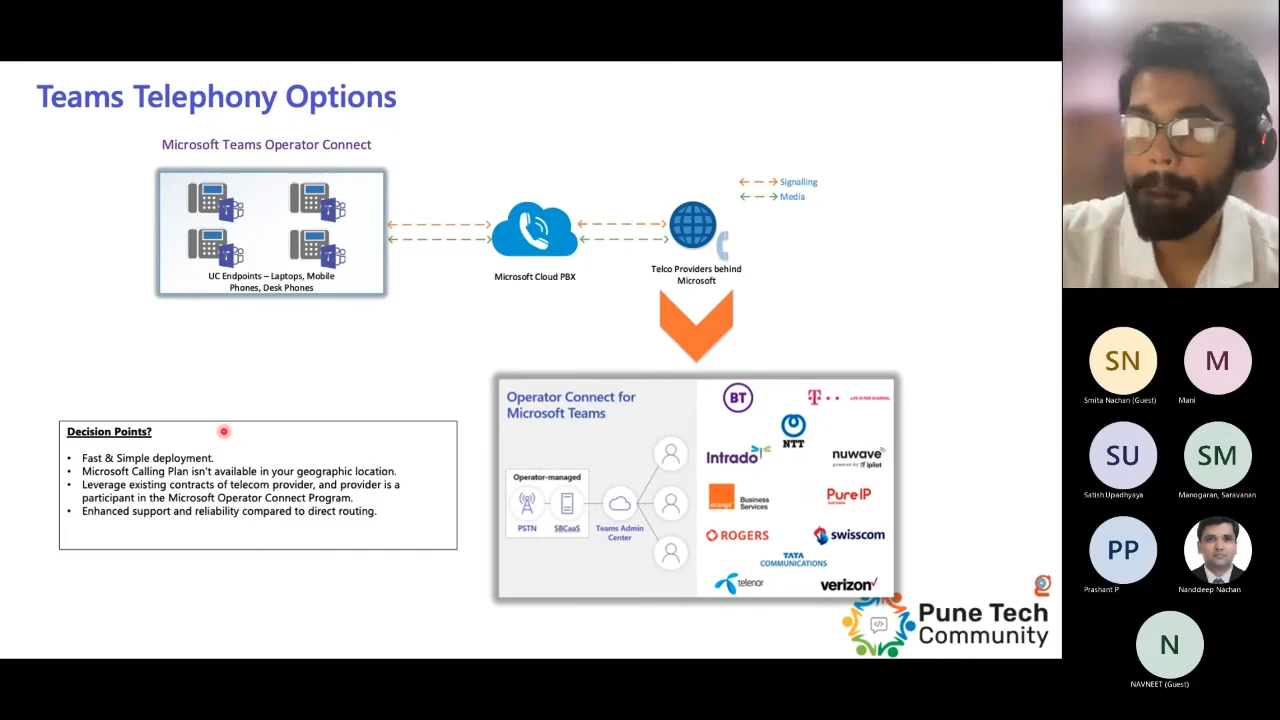 Teams Telephony Options
Microsoft Teams Operator Connect
UC Endpoints – Laptops, Mobile
Phones, Desk Phones
Microsoft Cloud PBX
Telco Providers behind
Microsoft
Signalling
Media
Decision Points?
• Fast & Simple deployment.
• Microsoft Calling Plan isn't available in your geographic location.
• Leverage existing contracts of telecom provider, and provider is a
participant in the Microsoft Operator Connect Program.
• Enhanced support and reliability compared to direct routing.
Operator Connect for
Microsoft Teams
Operator-managed
PSTN
SBCaaS
Teams Admin
Center
BT
T
LIFE IS FOR SHARING.
NTT
Intrado
nuwave
powered by ipilot
orange
Business
Services
Pure IP
ROGERS
swisscom
TATA
COMMUNICATIONS
telenor
verizon
Pune Tech
Community
SN
Smita Nachan (Guest)
M
Mani
SU
Satish Upadhyaya
SM
Manogaran, Saravanan
PP
Prashant P
Nanddeep Nachan
N
NAVNEET (Guest)